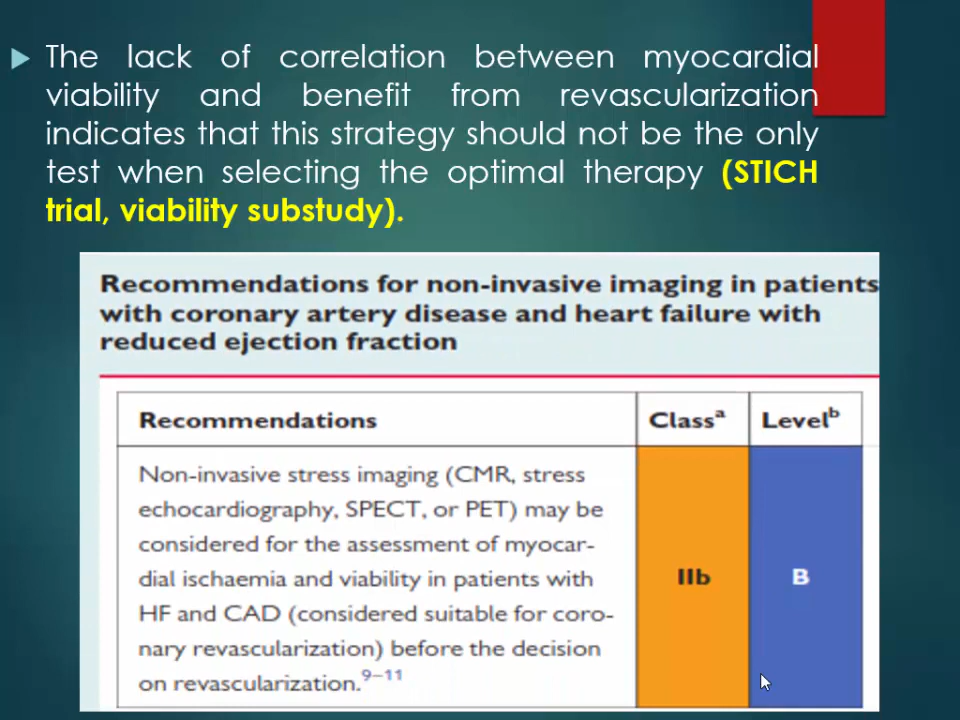 The lack of correlation between myocardial
viability and benefit from revascularization
indicates that this strategy should not be the only
test when selecting the optimal therapy (STICH
trial, viability substudy).
Recommendations for non-invasive imaging in patients
with coronary artery disease and heart failure with
reduced ejection fraction
Recommendations Classᵃ Levelᵇ
Non-invasive stress imaging (CMR, stress
echocardiography, SPECT, or PET) may be
considered for the assessment of myocar-
dial ischaemia and viability in patients with
HF and CAD (considered suitable for coro-
nary revascularization) before the decision
on revascularization.⁹⁻¹¹
IIb
B